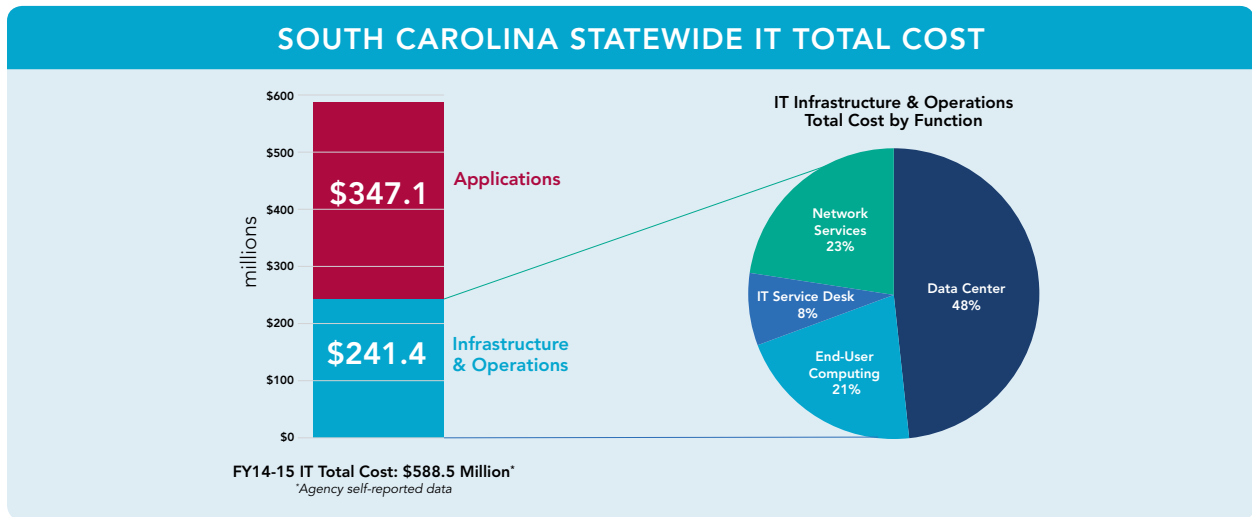 SOUTH CAROLINA STATEWIDE IT TOTAL COST
$600
$500
$400
$300
$200
$100
$0
millions
$347.1
Applications
$241.4
Infrastructure
& Operations
FY14-15 IT Total Cost: $588.5 Million*
*Agency self-reported data
IT Infrastructure & Operations
Total Cost by Function
Network
Services
23%
IT Service Desk
8%
Data Center
48%
End-User
Computing
21%